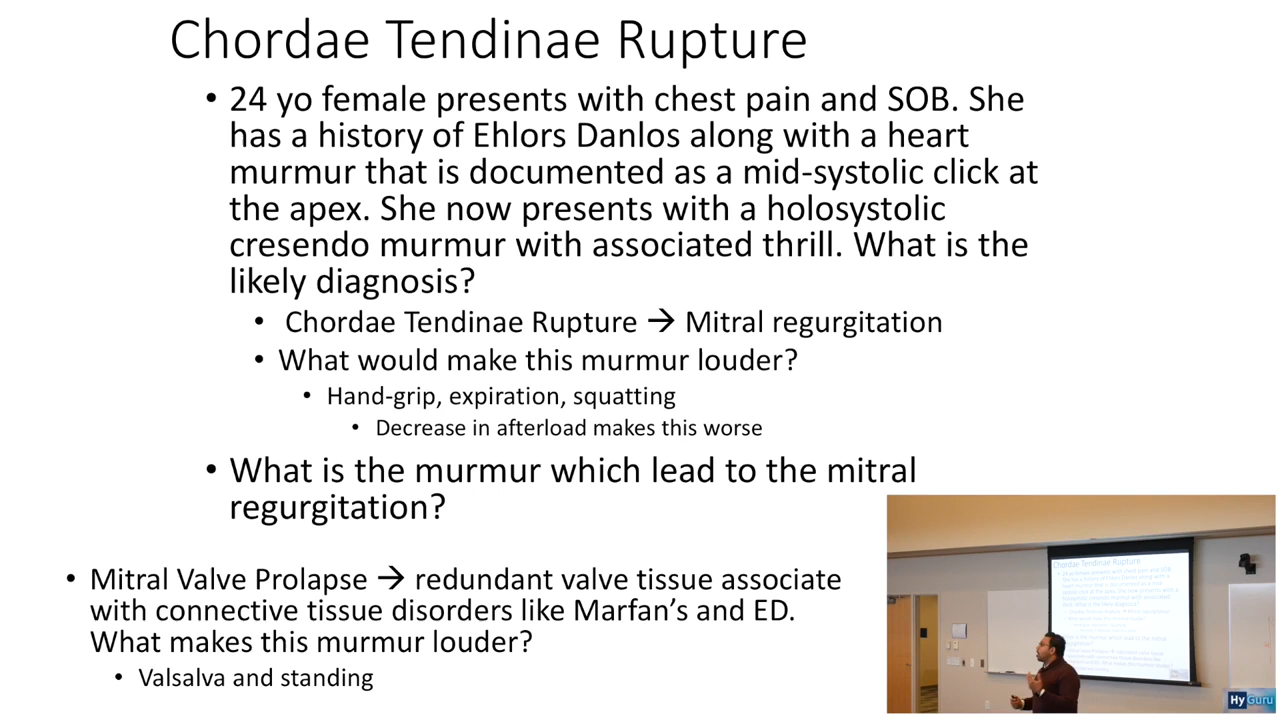 Chordae Tendinae Rupture
• 24 yo female presents with chest pain and SOB. She
has a history of Ehlors Danlos along with a heart
murmur that is documented as a mid-systolic click at
the apex. She now presents with a holosystolic
cresendo murmur with associated thrill. What is the
likely diagnosis?
• Chordae Tendinae Rupture → Mitral regurgitation
• What would make this murmur louder?
• Hand-grip, expiration, squatting
• Decrease in afterload makes this worse
• What is the murmur which lead to the mitral
regurgitation?
• Mitral Valve Prolapse → redundant valve tissue associate
with connective tissue disorders like Marfan's and ED.
What makes this murmur louder?
• Valsalva and standing
Chordae Tendinae Rupture
HyGuru